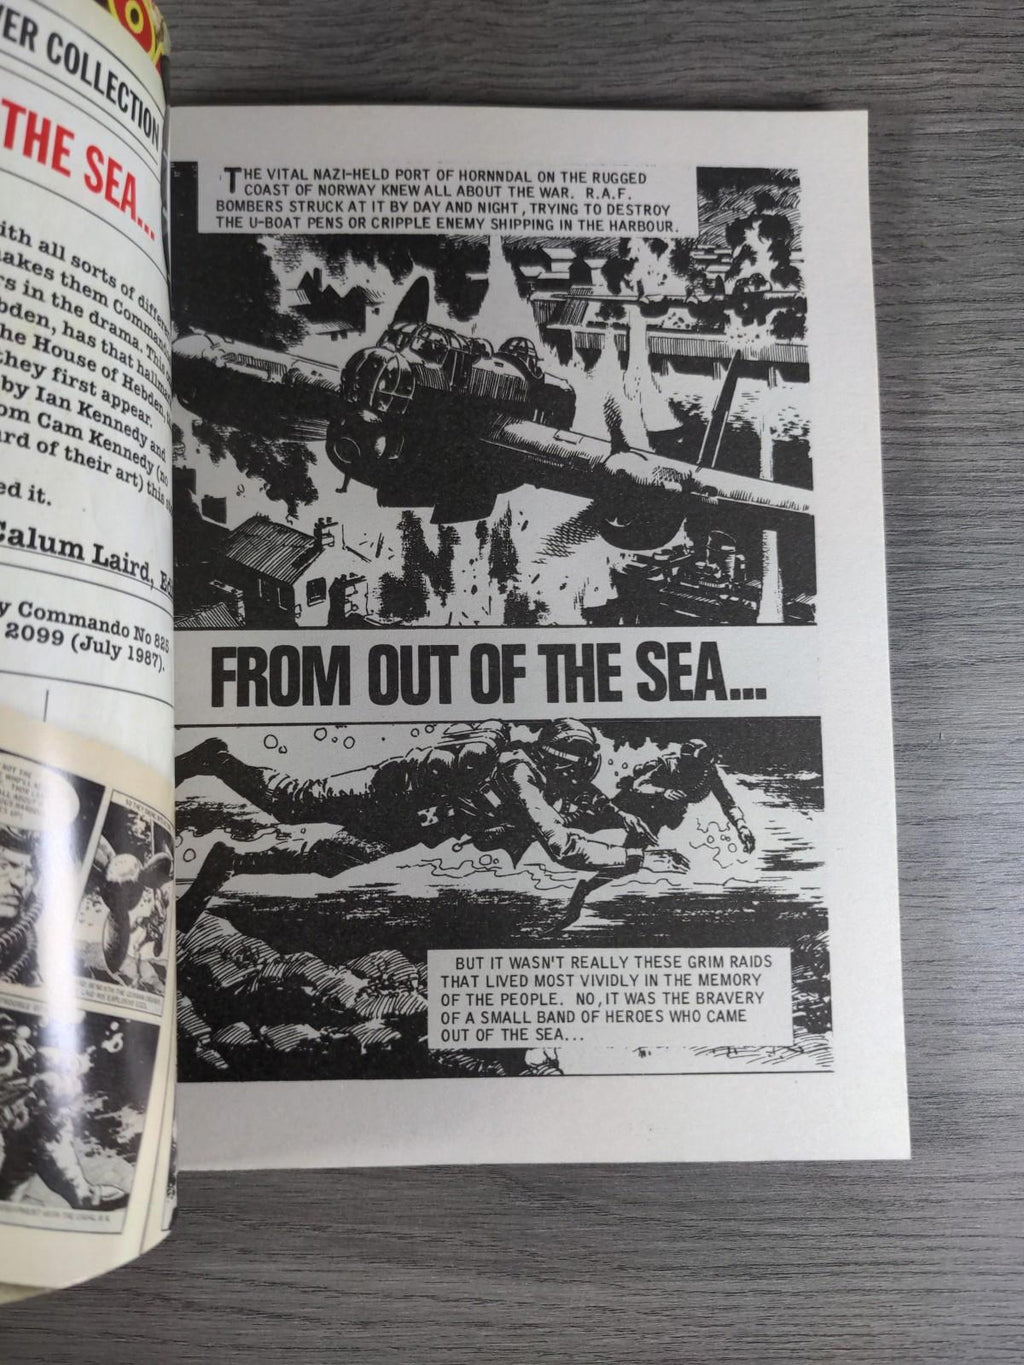 ER COLLECTION
THE SEA...
ith all sorts of
makes them
rs in the drama. This
bden, has that
he House of Hebden,
they first appear.
by Ian Kennedy and
om Cam Kennedy (no
ard of their art) this
ed it.
Calum Laird,
y Commando No 825
2099 (July 1987).
THE VITAL NAZI-HELD PORT OF HORNNDAL ON THE RUGGED
COAST OF NORWAY KNEW ALL ABOUT THE WAR. R.A.F.
BOMBERS STRUCK AT IT BY DAY AND NIGHT, TRYING TO DESTROY
THE U-BOAT PENS OR CRIPPLE ENEMY SHIPPING IN THE HARBOUR.
FROM OUT OF THE SEA...
BUT IT WASN'T REALLY THESE GRIM RAIDS
THAT LIVED MOST VIVIDLY IN THE MEMORY
OF THE PEOPLE. NO, IT WAS THE BRAVERY
OF A SMALL BAND OF HEROES WHO CAME
OUT OF THE SEA...